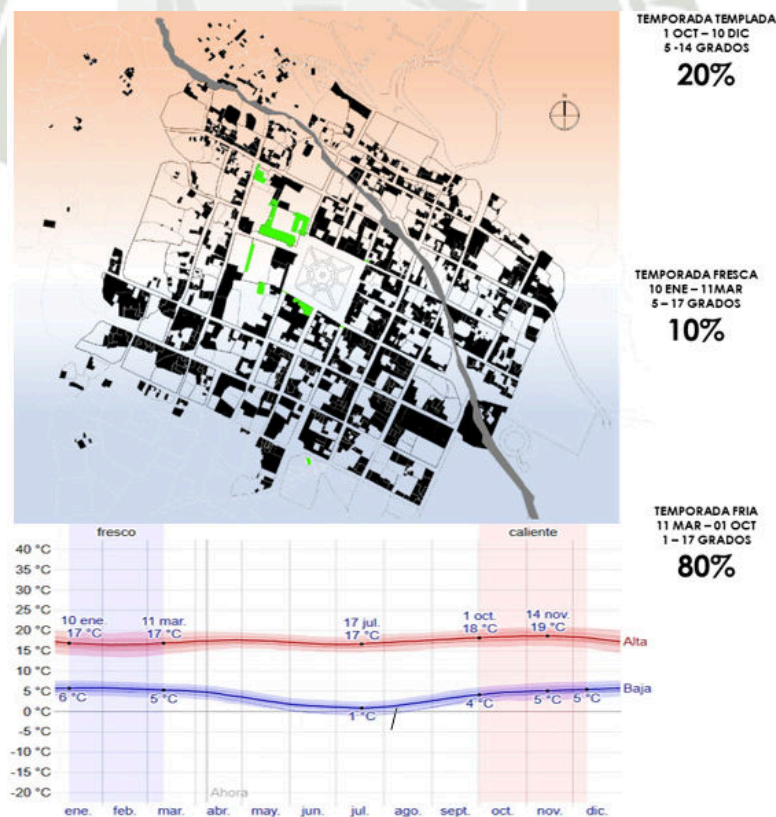 TEMPORADA TEMPLADA
1 OCT – 10 DIC
5 -14 GRADOS
20%
TEMPORADA FRESCA
10 ENE – 11MAR
5 – 17 GRADOS
10%
TEMPORADA FRIA
11 MAR – 01 OCT
1 – 17 GRADOS
80%
fresco caliente
40 °C
35 °C
30 °C
25 °C
20 °C
15 °C
10 °C
5 °C
0 °C
-5 °C
-10 °C
-15 °C
-20 °C
10 ene.
17 °C
11 mar.
17 °C
17 jul.
17 °C
1 oct.
18 °C
14 nov.
19 °C
Alta
6 °C
5 °C
1 °C
4 °C
5 °C
5 °C
Baja
Ahora
ene. feb. mar. abr. may. jun. jul. ago. sept. oct. nov. dic.